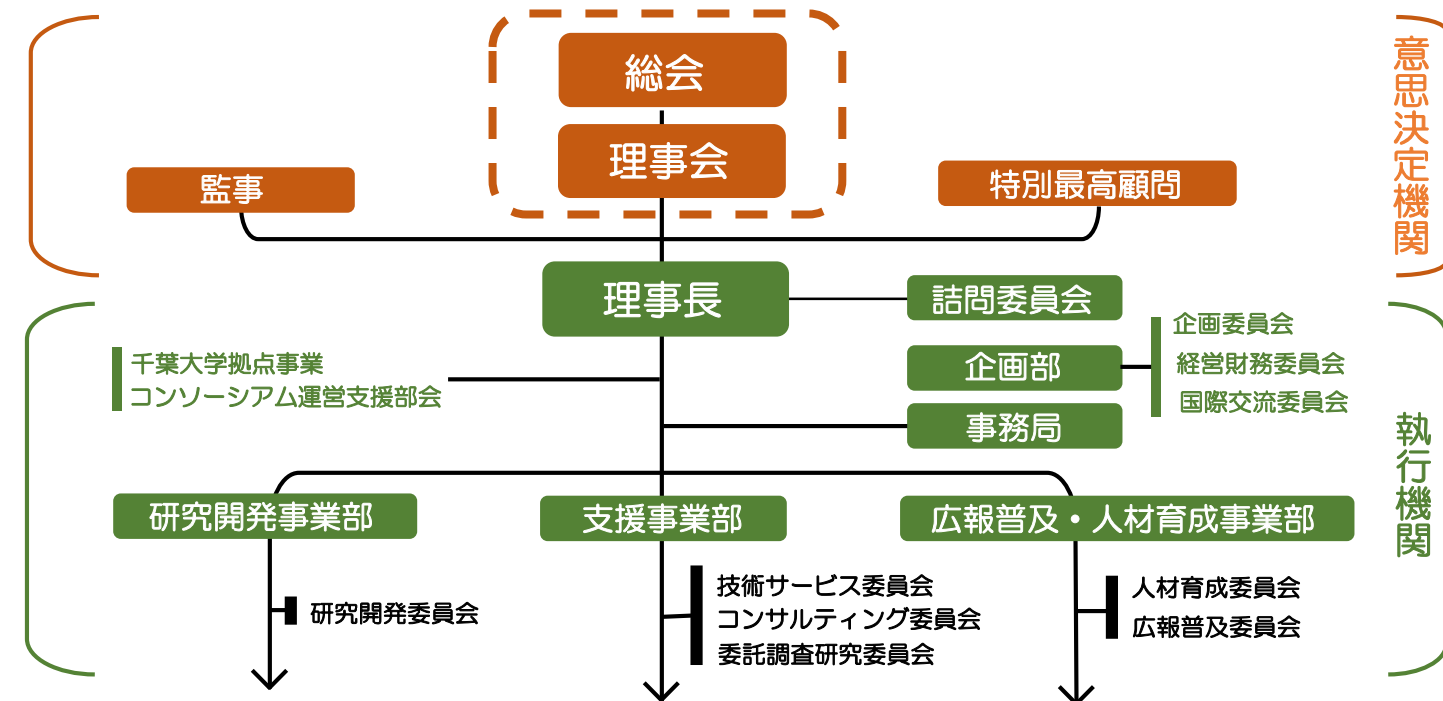 総会
理事会
監事
特別最高顧問
意思決定機関
理事長
詰問委員会
企画部
企画委員会
経営財務委員会
国際交流委員会
事務局
千葉大学拠点事業
コンソーシアム運営支援部会
執行機関
研究開発事業部
支援事業部
広報普及・人材育成事業部
研究開発委員会
技術サービス委員会
コンサルティング委員会
委託調査研究委員会
人材育成委員会
広報普及委員会